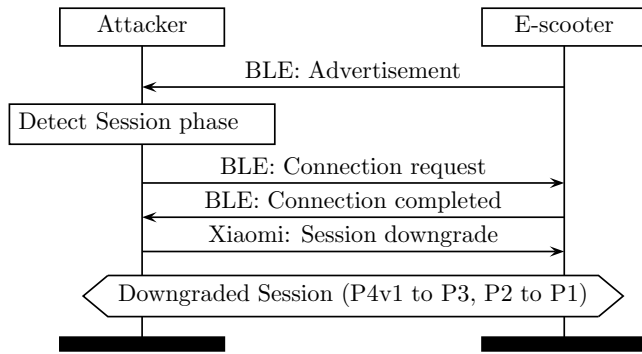 Attacker
E-scooter
BLE: Advertisement
Detect Session phase
BLE: Connection request
BLE: Connection completed
Xiaomi: Session downgrade
Downgraded Session (P4v1 to P3, P2 to P1)